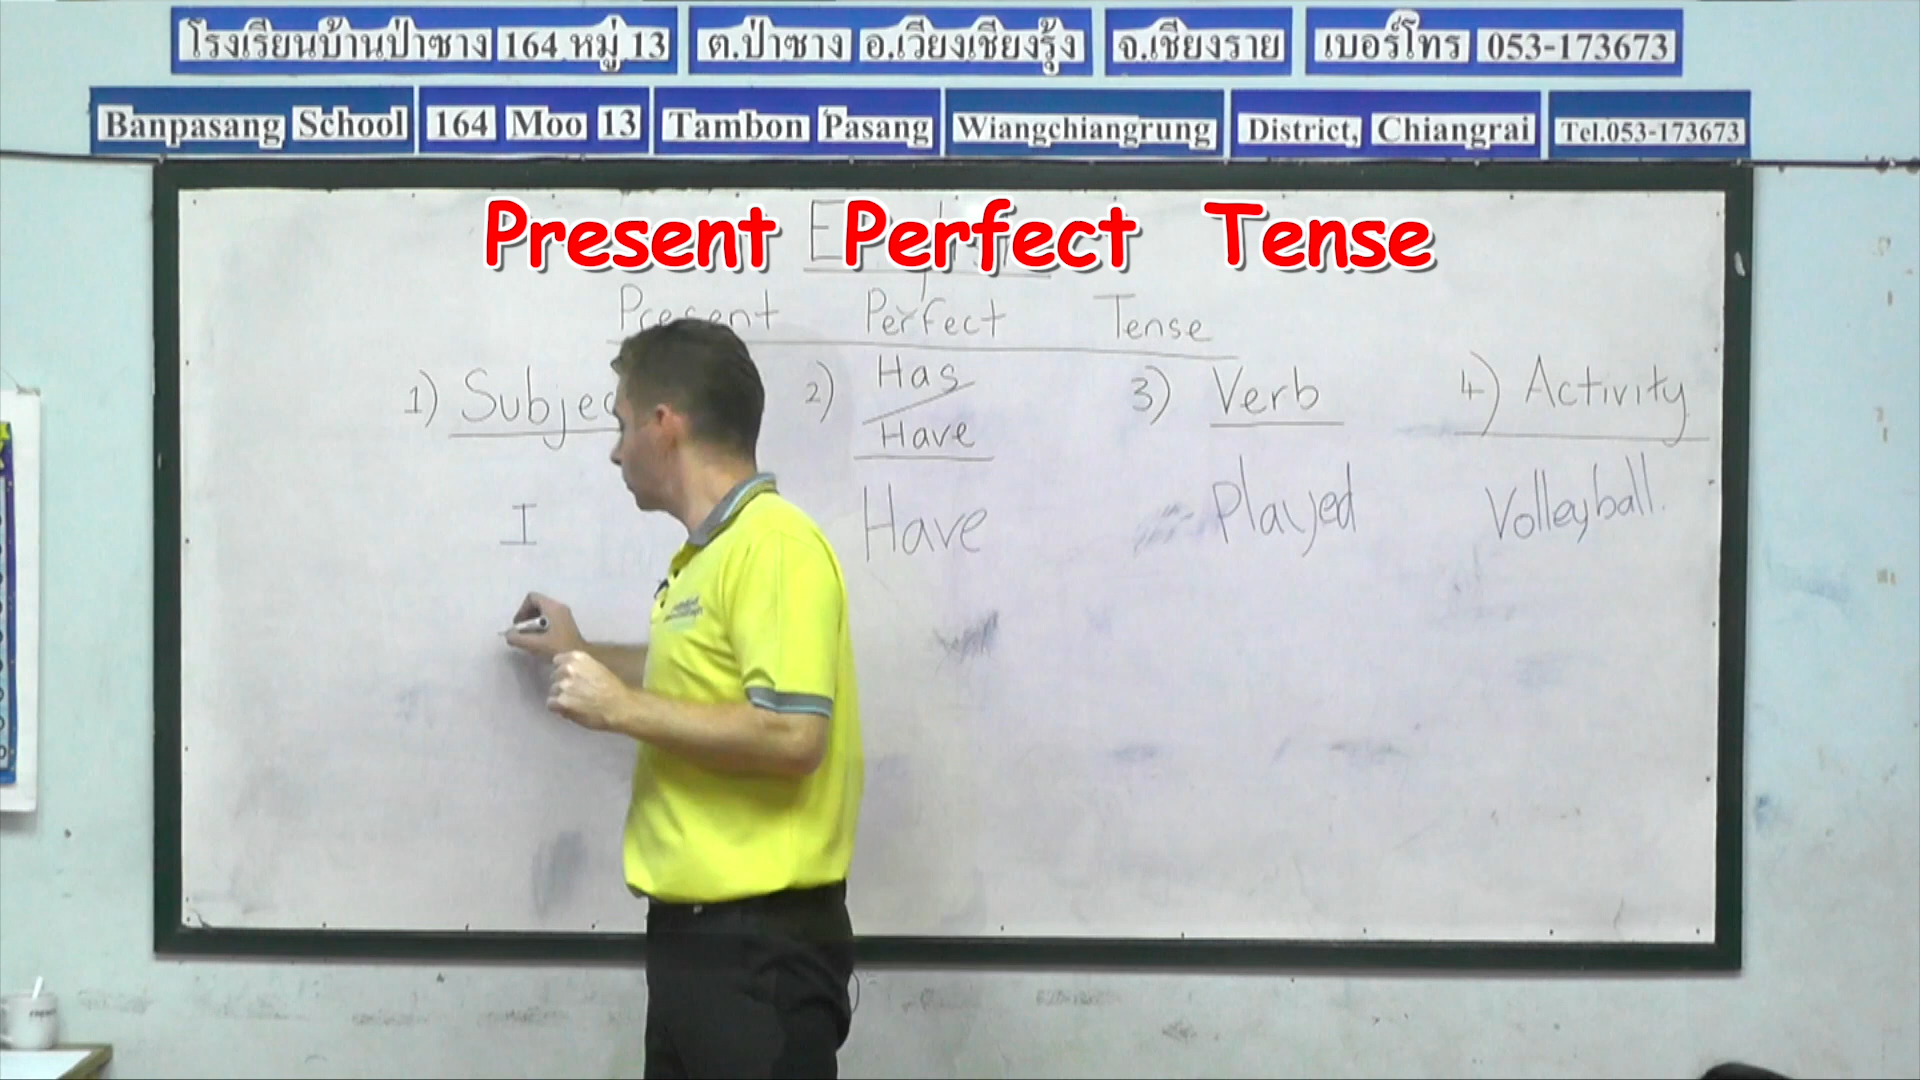 โรงเรียนบ้านป่าซาง 164 หมู่ 13 ต.ป่าซาง อ.เวียงเชียงรุ้ง จ.เชียงราย เบอร์โทร 053-173673
Banpasang School 164 Moo 13 Tambon Pasang Wiangchiangrung District, Chiangrai Tel.053-173673
Present Perfect Tense
Present Perfect Tense
1) Subjec 2) Has / Have 3) Verb 4) Activity
I Have Played Volleyball.